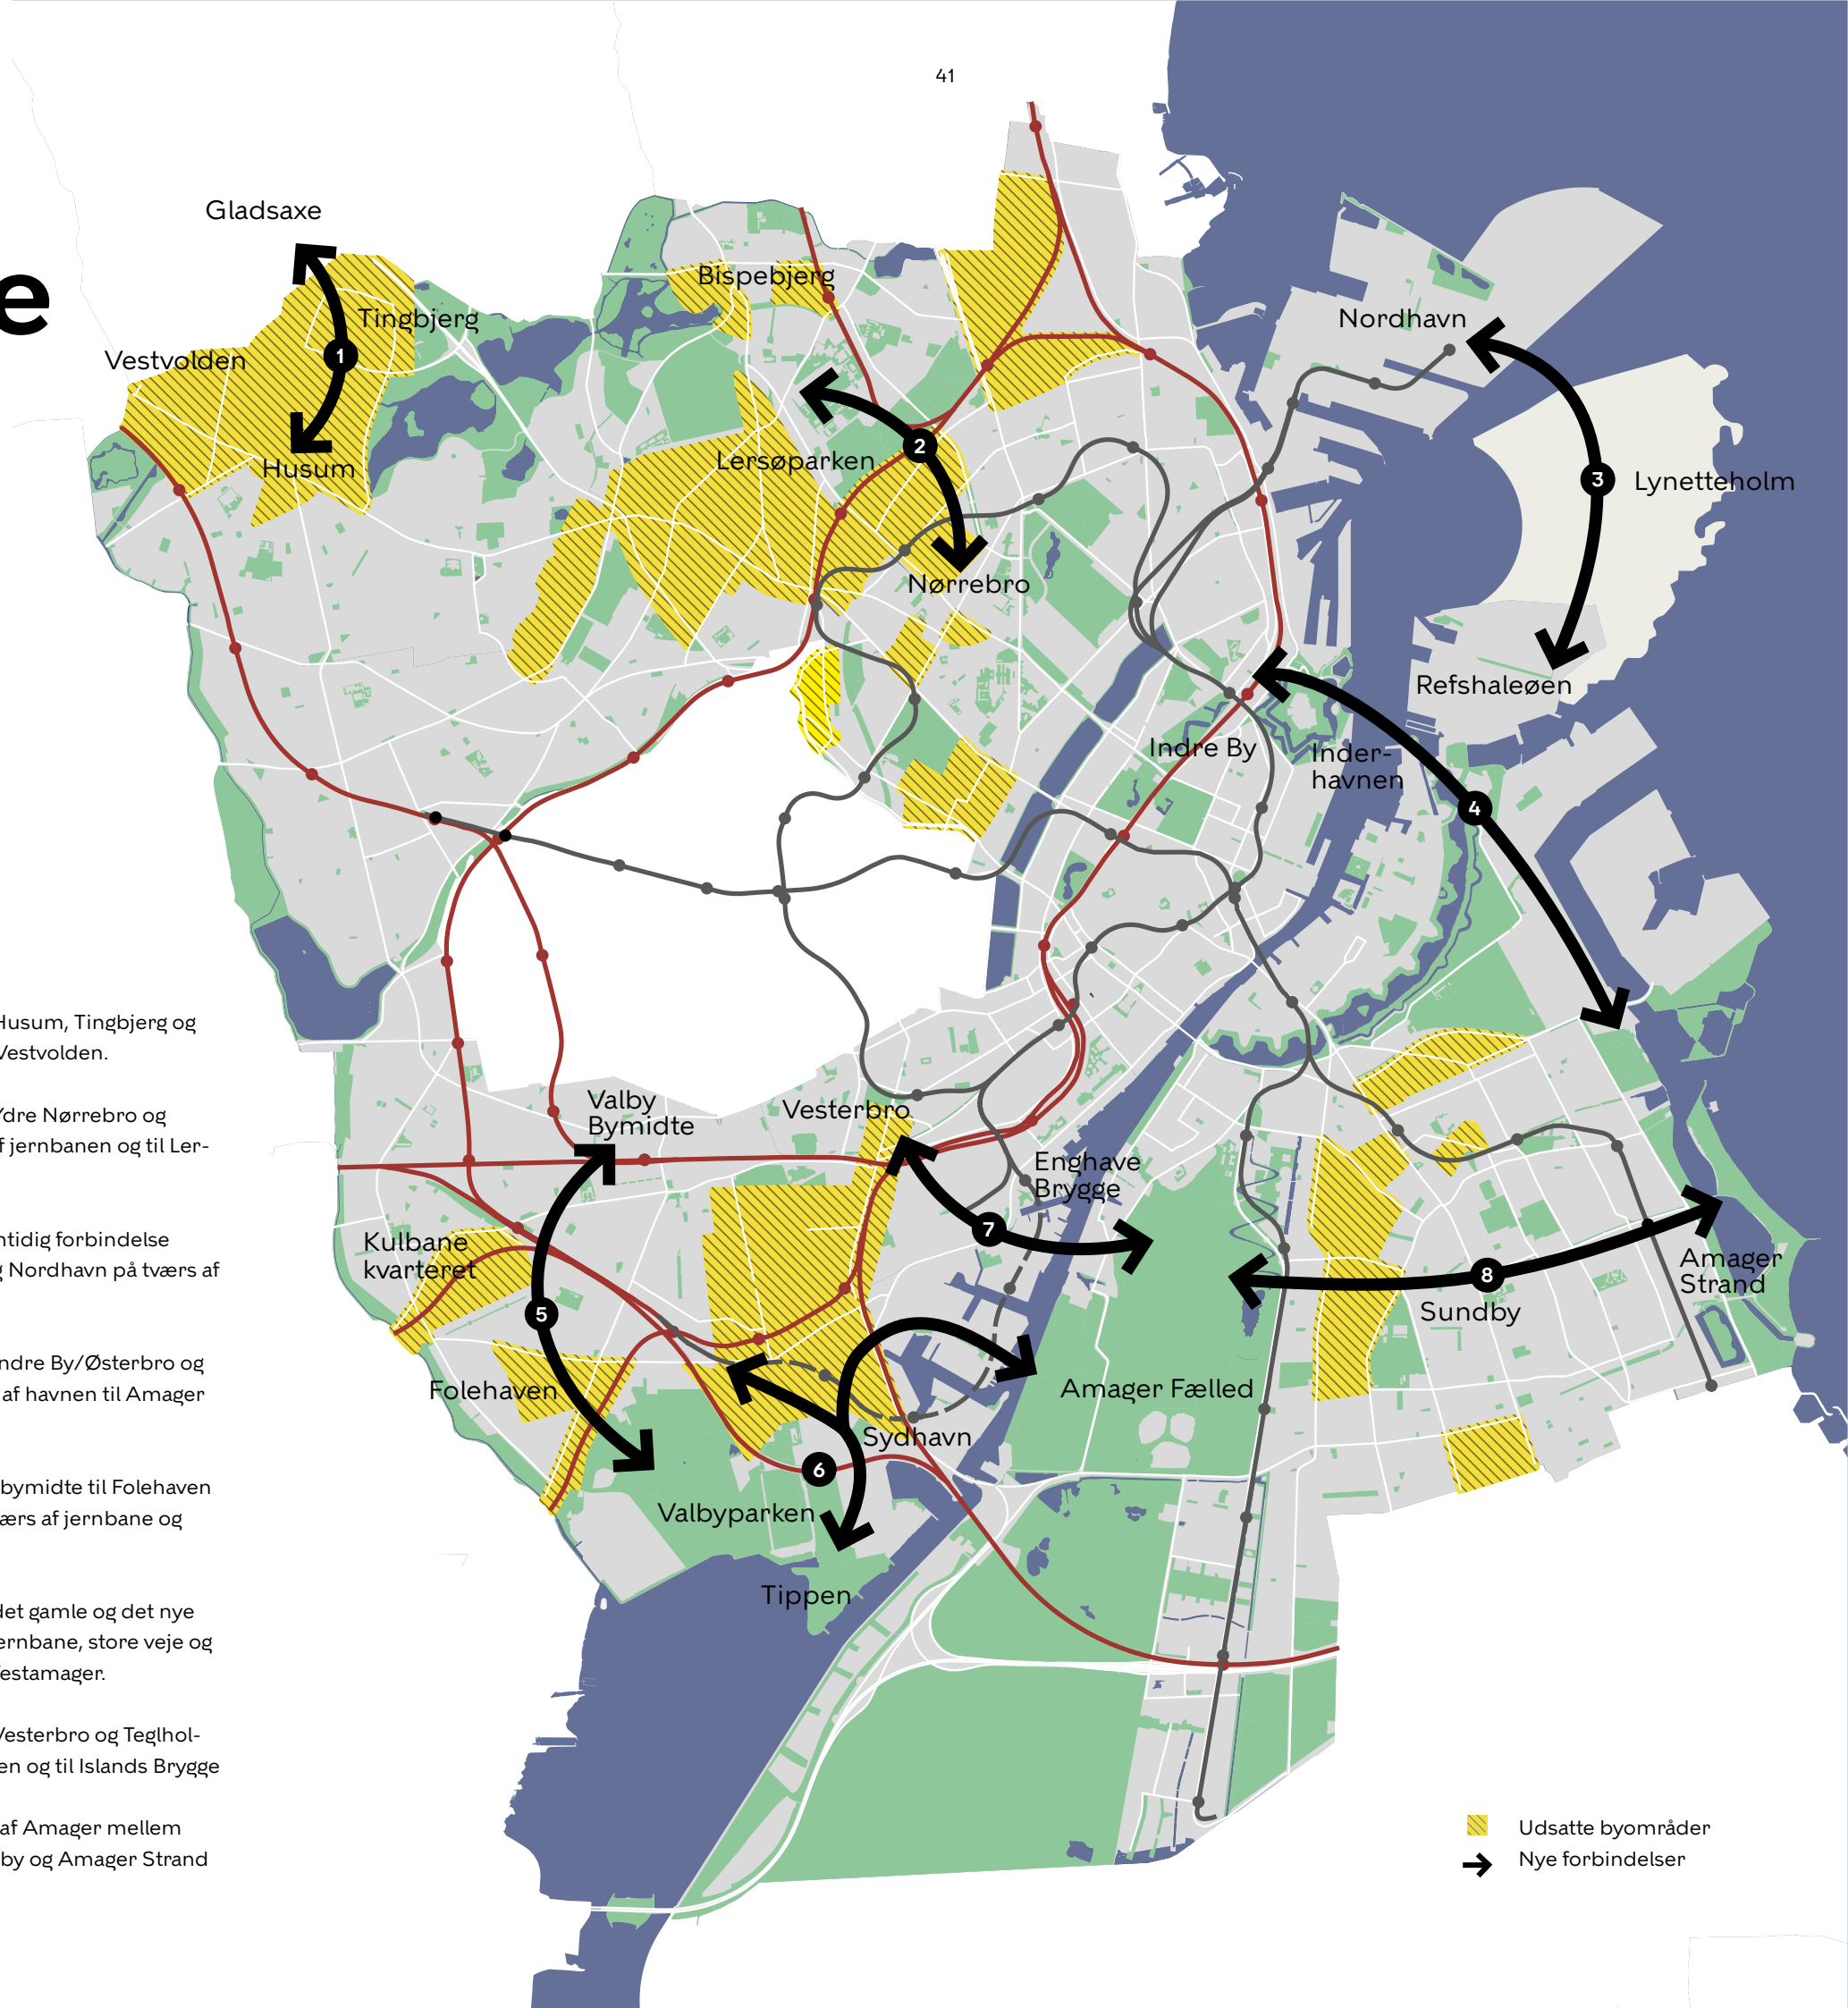 41
e
Gladsaxe
Tingbjerg
Vestvolden
1
Husum
Bispebjerg
Lersøparken
2
Nørrebro
Nordhavn
3
Lynetteholm
Refshaleøen
Indre By
Inder-
havnen
4
Husum, Tingbjerg og
Vestvolden.
Ydre Nørrebro og
f jernbanen og til Ler-
ntidig forbindelse
g Nordhavn på tværs af
ndre By/Østerbro og
af havnen til Amager
bymidte til Folehaven
ærs af jernbane og
det gamle og det nye
ernbane, store veje og
Vestamager.
Vesterbro og Teglhol-
en og til Islands Brygge
af Amager mellem
by og Amager Strand
Valby
Bymidte
Vesterbro
Enghave
Brygge
7
Kulbane
kvarteret
5
Folehaven
Amager
Strand
8
Sundby
Amager Fælled
Sydhavn
6
Valbyparken
Tippen
Udsatte byområder
Nye forbindelser